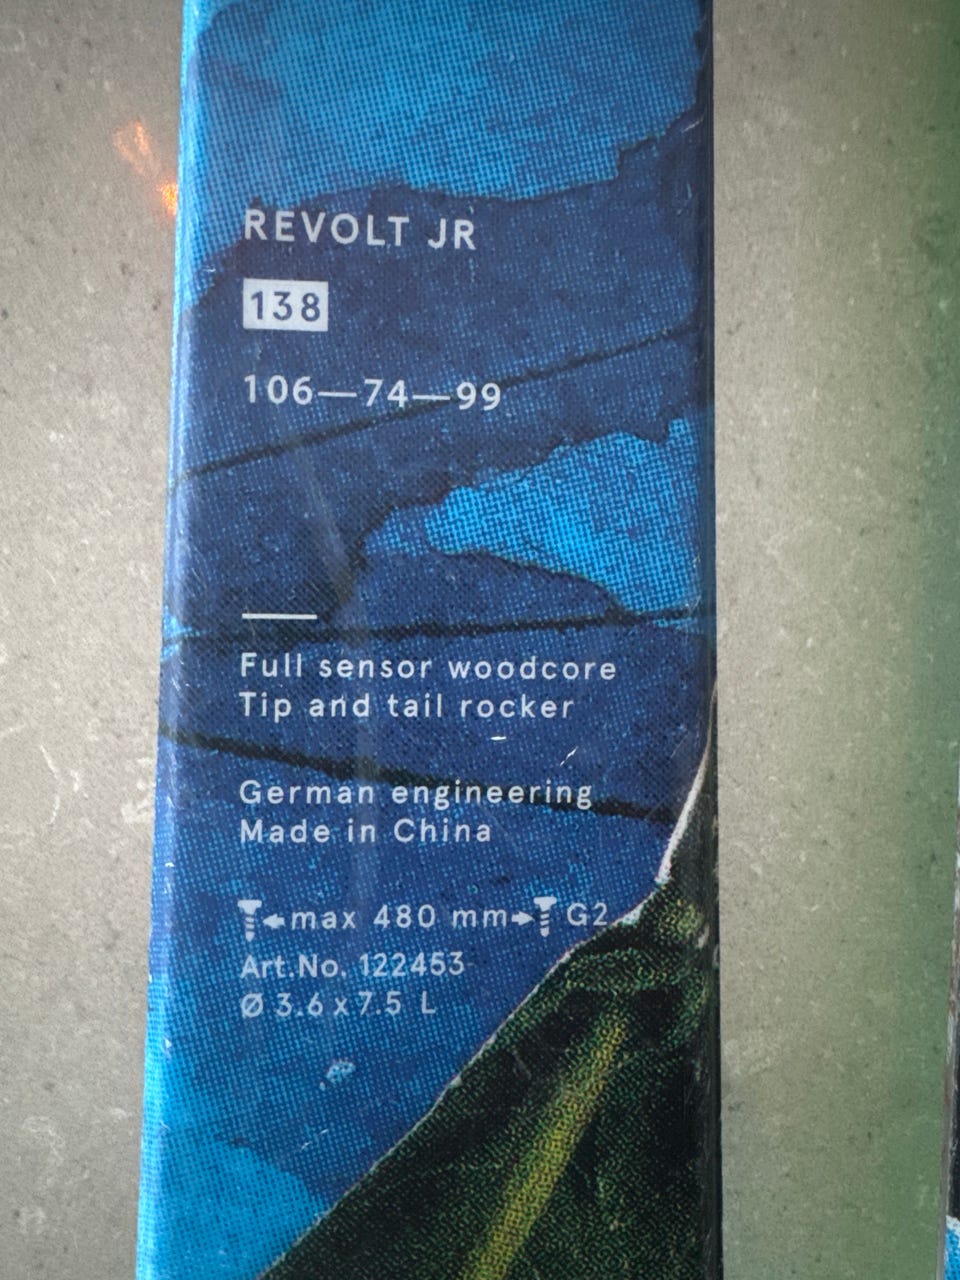 REVOLT JR
138
106—74—99
Full sensor woodcore
Tip and tail rocker
German engineering
Made in China
max 480 mm G2
Art.No. 122453
Ø 3.6 x 7.5 L